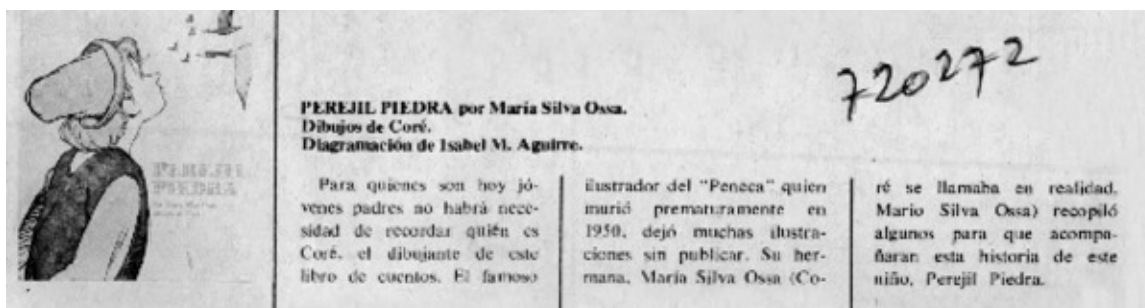 720272
PEREJIL PIEDRA por María Silva Ossa.
Dibujos de Coré.
Diagramación de Isabel M. Aguirre.
PEREJIL
PIEDRA
Para quienes son hoy jó-
venes padres no habrá nece-
sidad de recordar quién es
Coré, el dibujante de este
libro de cuentos. El famoso
ilustrador del "Peneca" quien
murió prematuramente en
1950, dejó muchas ilustra-
ciones sin publicar. Su her-
mana, María Silva Ossa (Co-
ré se llamaba en realidad,
Mario Silva Ossa) recopiló
algunos para que acompa-
ñaran esta historia de este
niño, Perejil Piedra.